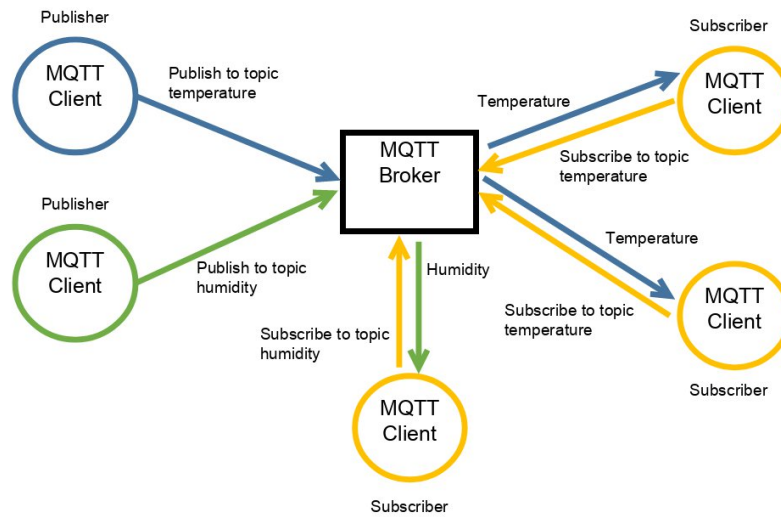 Publisher
MQTT
Client
Publish to topic
temperature
Publisher
MQTT
Client
Publish to topic
humidity
MQTT
Broker
Temperature
Subscribe to topic
temperature
Subscriber
MQTT
Client
Temperature
Subscribe to topic
temperature
MQTT
Client
Subscriber
Humidity
Subscribe to topic
humidity
MQTT
Client
Subscriber